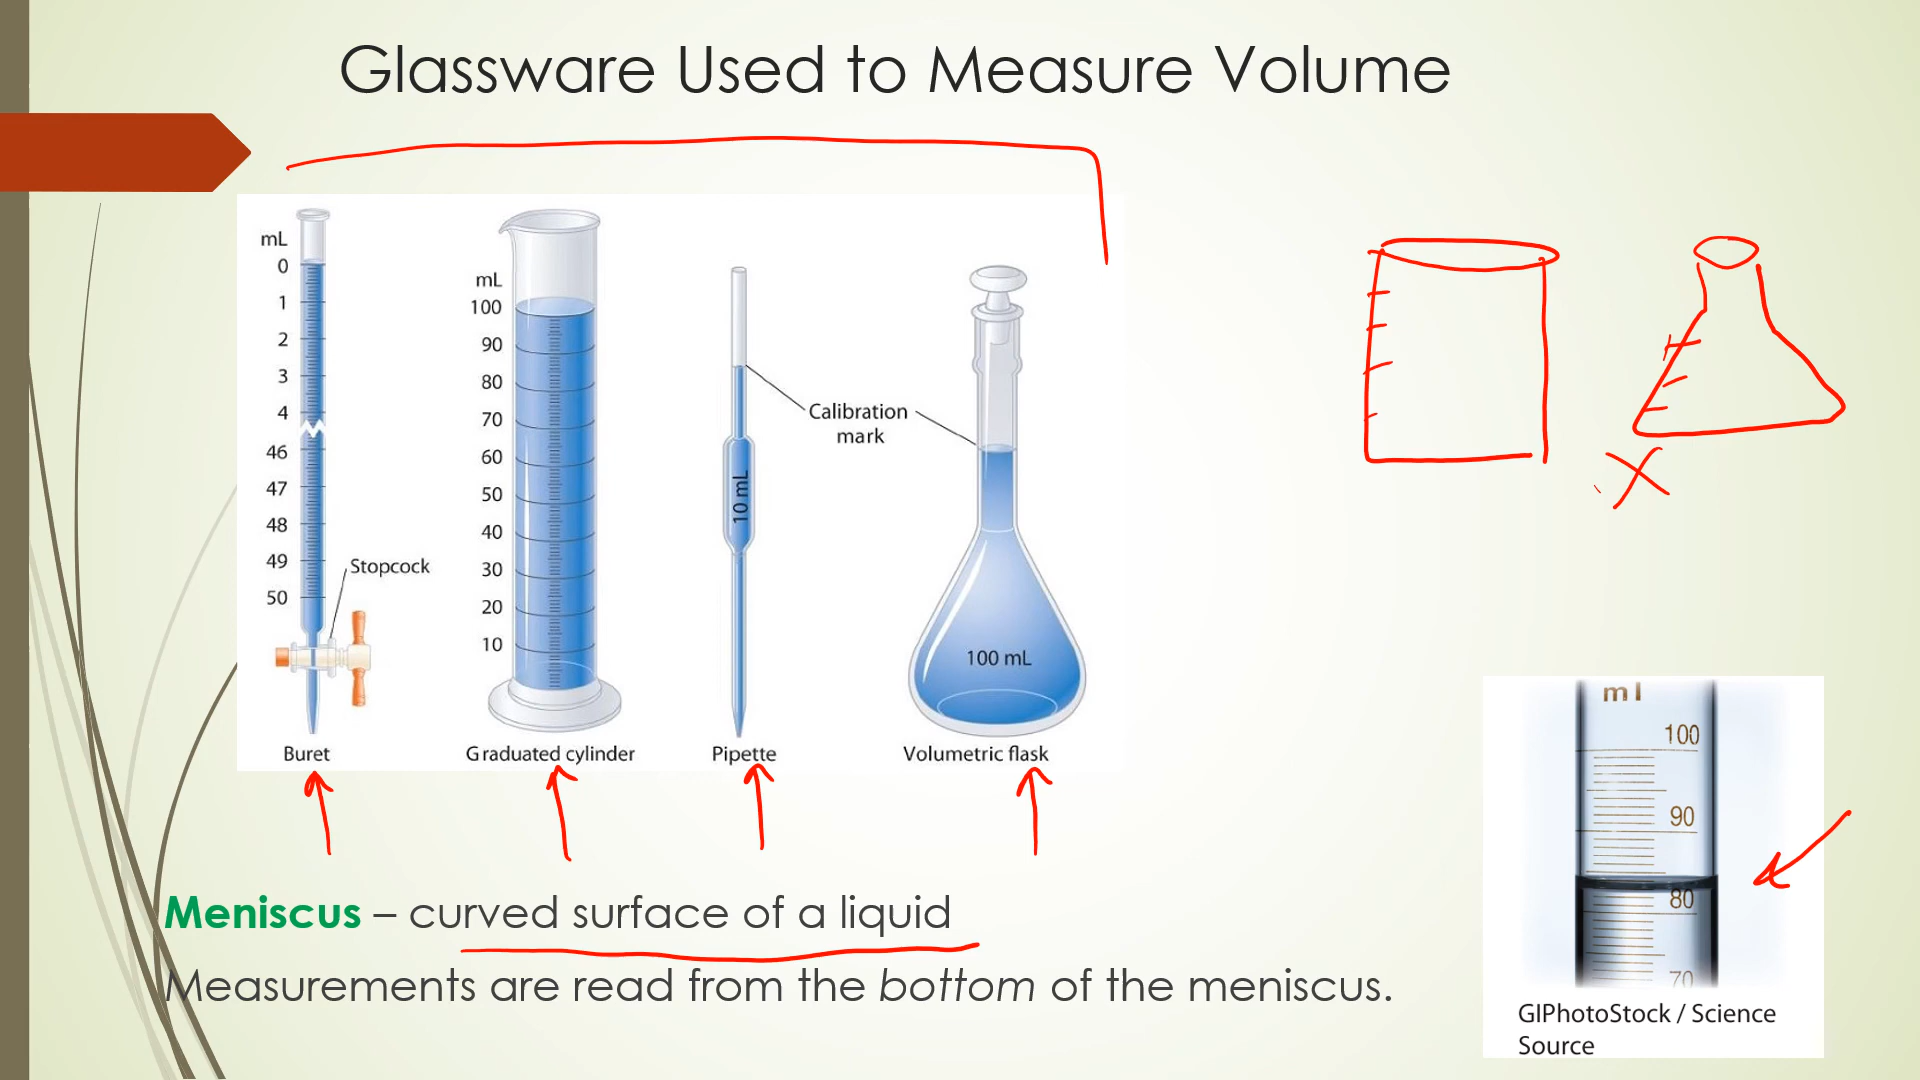 Glassware Used to Measure Volume
mL
0
1
2
3
4
46
47
48
49
50
Stopcock
Buret
mL
100
90
80
70
60
50
40
30
20
10
Graduated cylinder
10 mL
Pipette
Calibration
mark
100 mL
Volumetric flask
Meniscus – curved surface of a liquid
Measurements are read from the bottom of the meniscus.
ml
100
90
80
70
GIPhotoStock / Science
Source